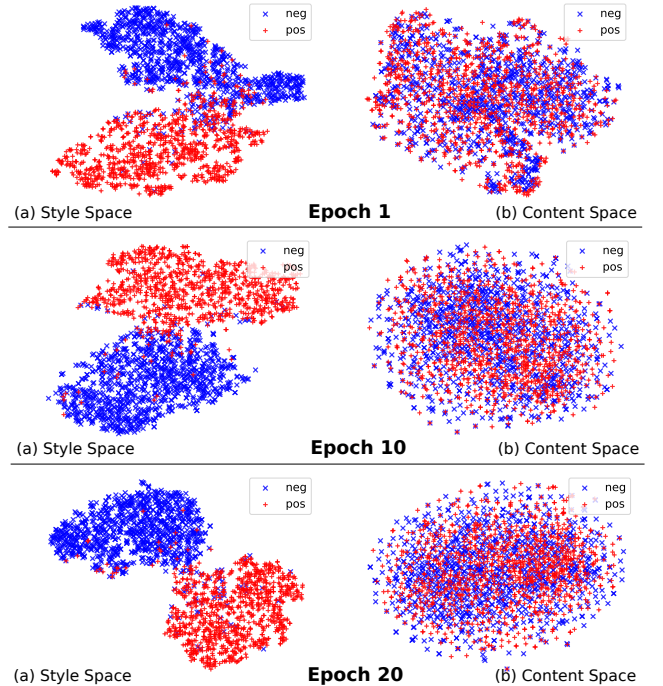 neg
pos
neg
pos
(a) Style Space
Epoch 1
(b) Content Space
neg
pos
neg
pos
(a) Style Space
Epoch 10
(b) Content Space
neg
pos
neg
pos
(a) Style Space
Epoch 20
(b) Content Space